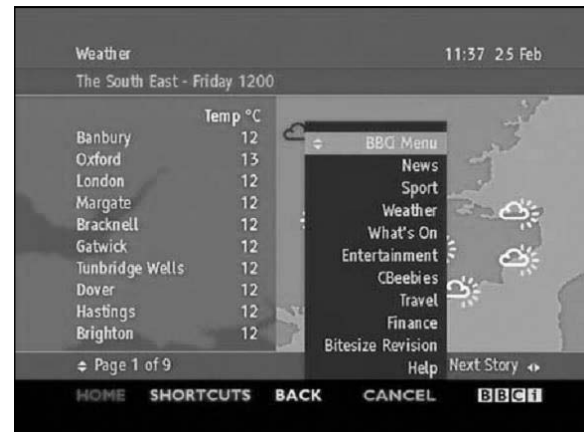 Weather 11:37 25 Feb
The South East - Friday 1200
Temp °C
Banbury 12
Oxford 13
London 12
Margate 12
Bracknell 12
Gatwick 12
Tunbridge Wells 12
Dover 12
Hastings 12
Brighton 12
Page 1 of 9
BBCi Menu
News
Sport
Weather
What's On
Entertainment
CBeebies
Travel
Finance
Bitesize Revision
Help
Next Story
HOME SHORTCUTS BACK CANCEL BBCi